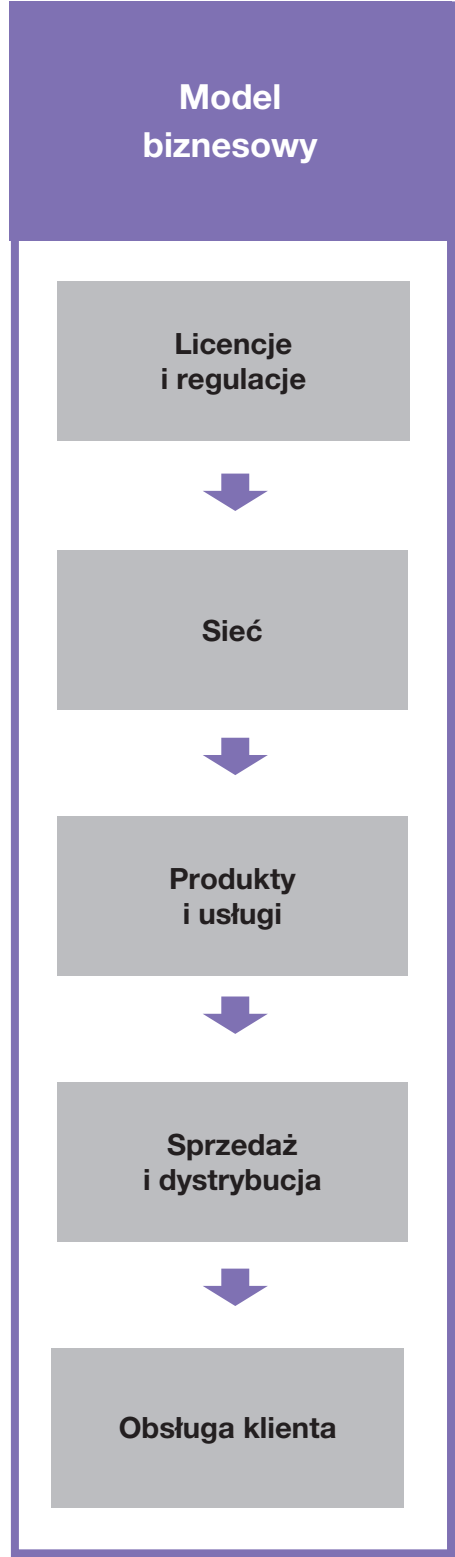 Model
biznesowy
Licencje
i regulacje
Sieć
Produkty
i usługi
Sprzedaż
i dystrybucja
Obsługa klienta